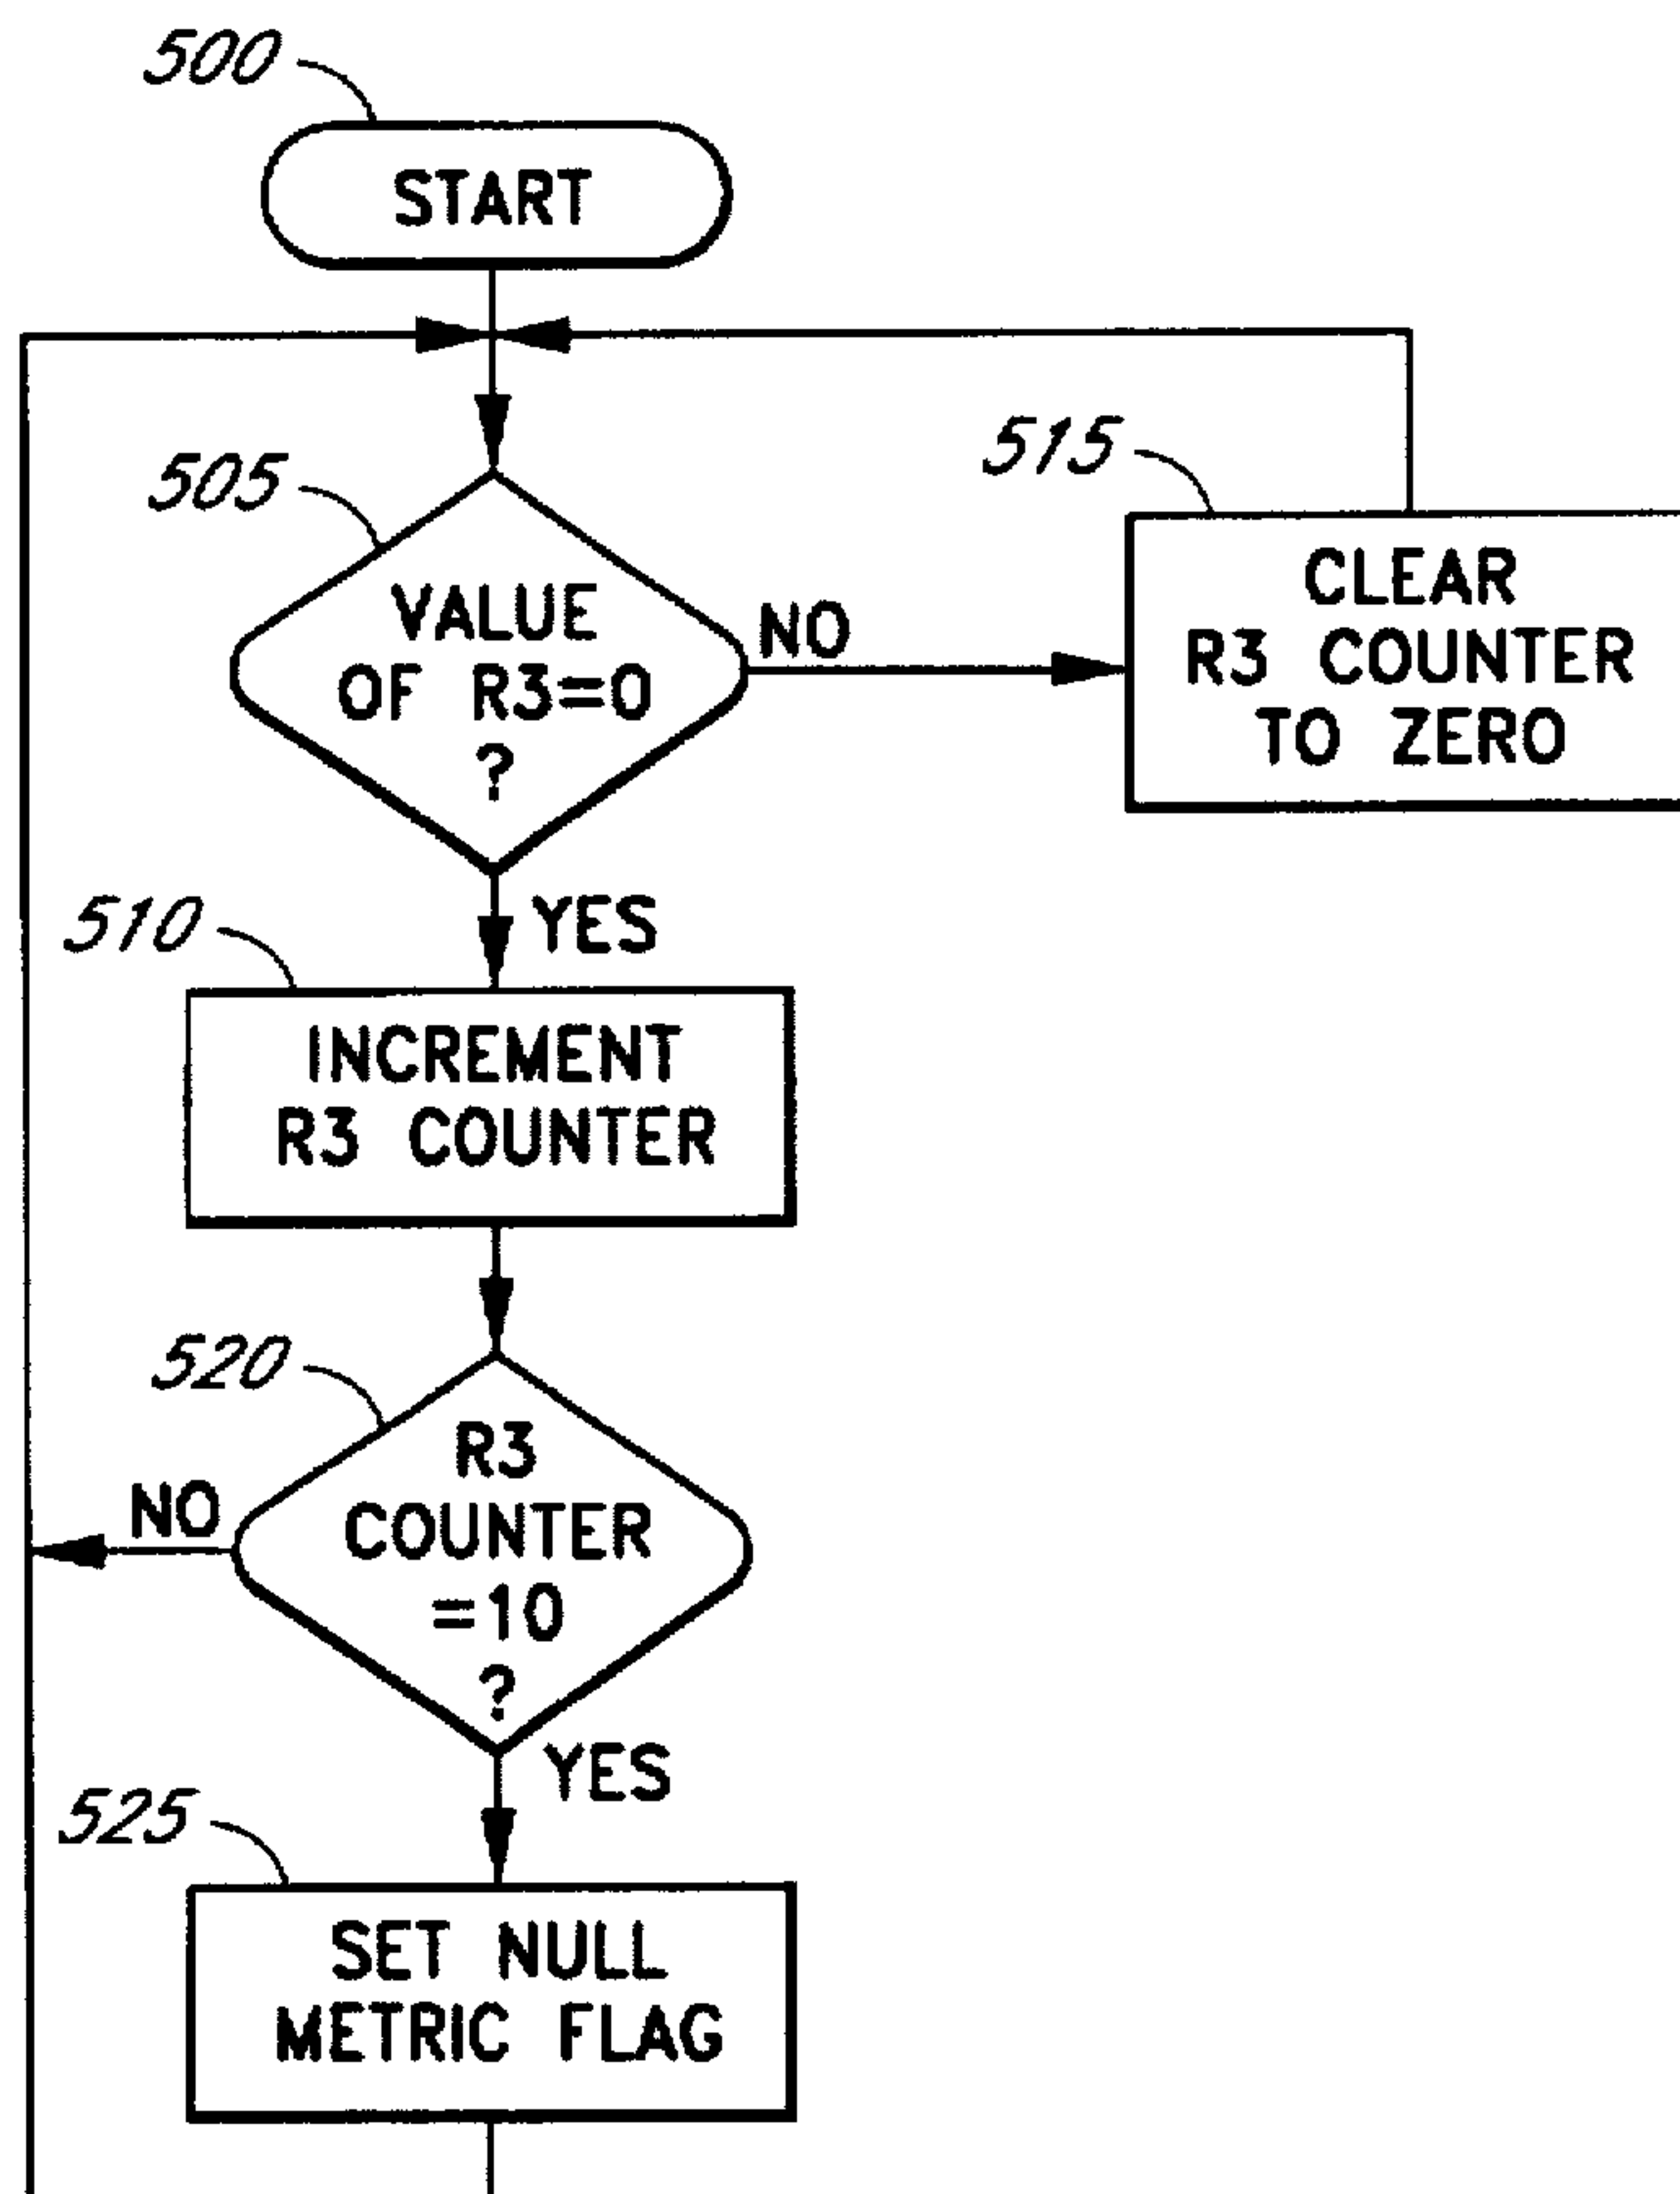 500
START
505
515
VALUE
OF R3=0
?
NO
CLEAR
R3 COUNTER
TO ZERO
YES
510
INCREMENT
R3 COUNTER
520
R3
COUNTER
=10
?
NO
YES
525
SET NULL
METRIC FLAG